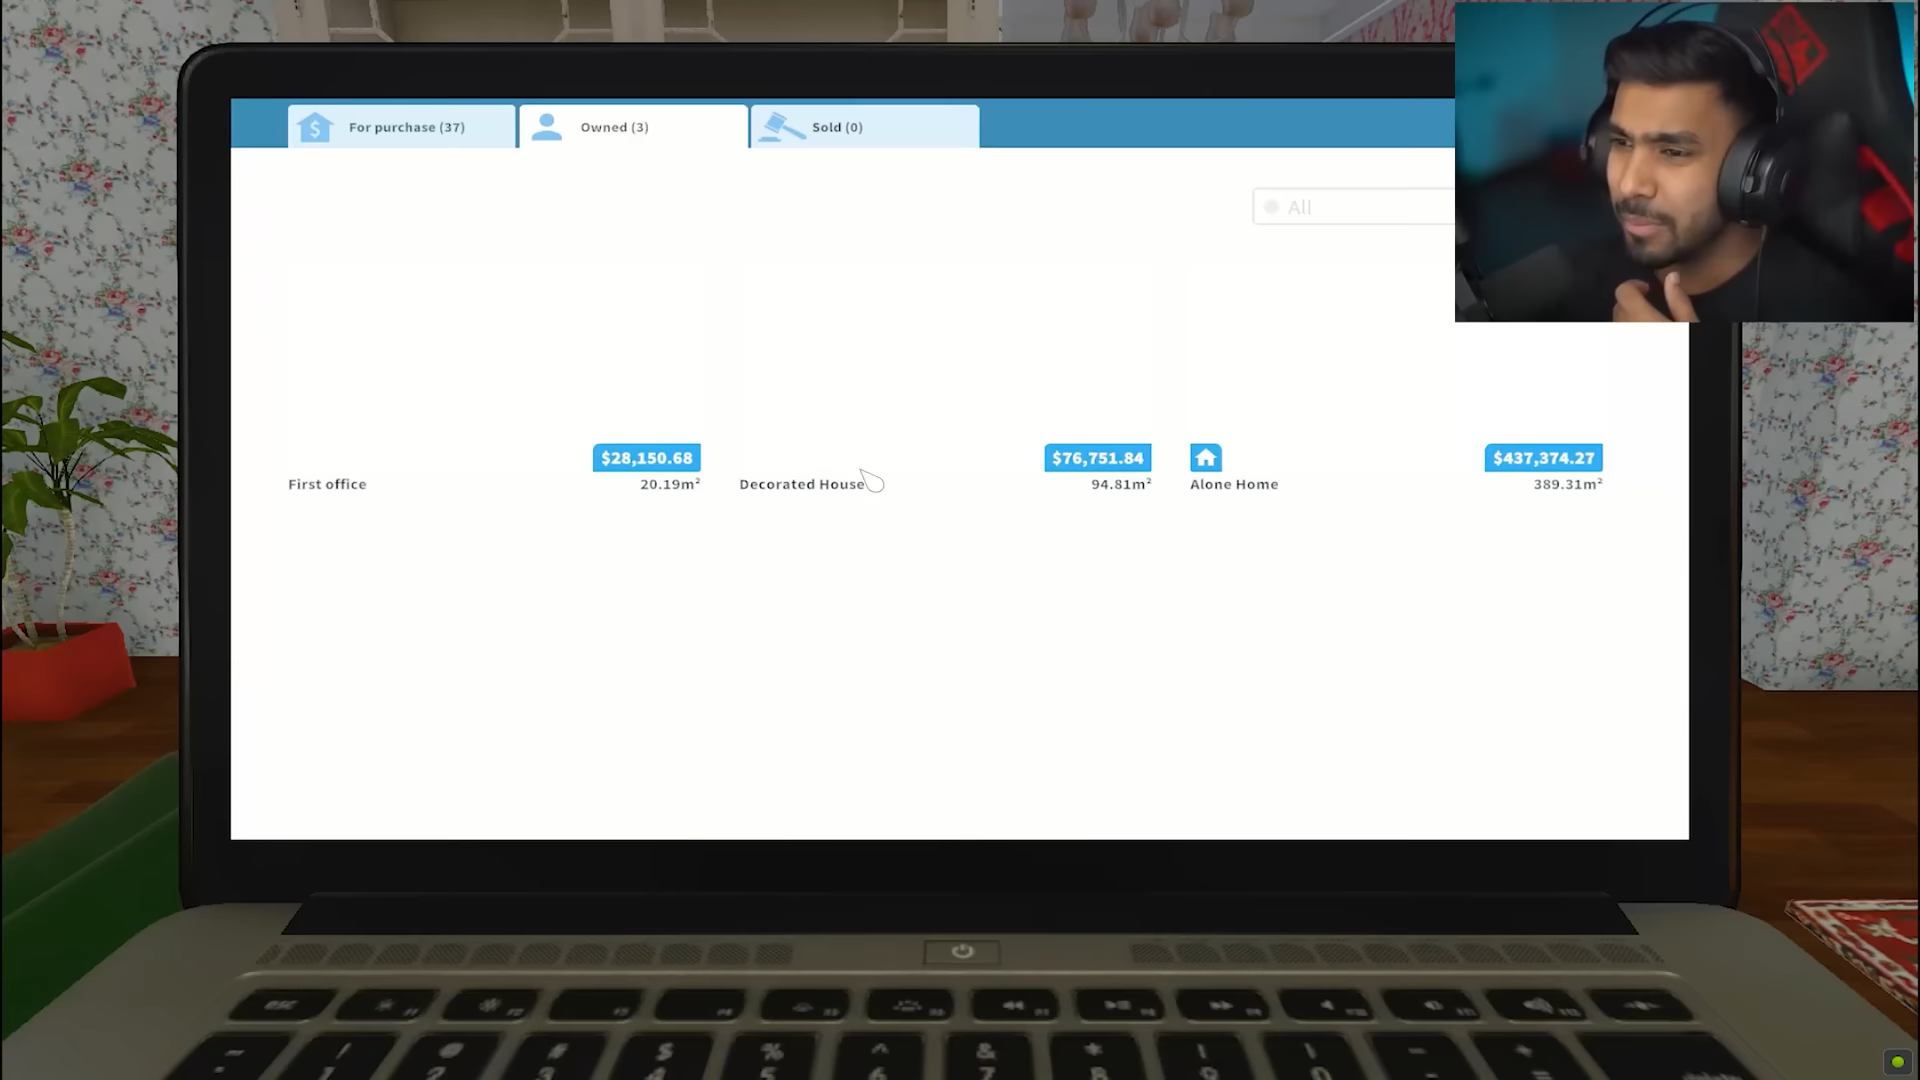 For purchase (37)
Owned (3)
Sold (0)
All
$28,150.68
$76,751.84
$437,374.27
First office
20.19m²
Decorated House
94.81m²
Alone Home
389.31m²
esc